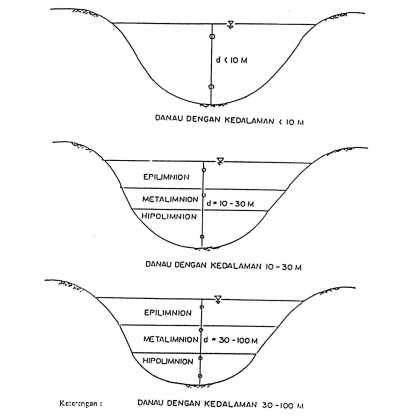 d < 10 M
DANAU DENGAN KEDALAMAN < 10 M
EPILIMNION
METALIMNION d = 10 - 30 M
HIPOLIMNION
DANAU DENGAN KEDALAMAN 10 - 30 M
EPILIMNION
METALIMNION d = 30 - 100 M
HIPOLIMNION
Keterangan : DANAU DENGAN KEDALAMAN 30 - 100 M